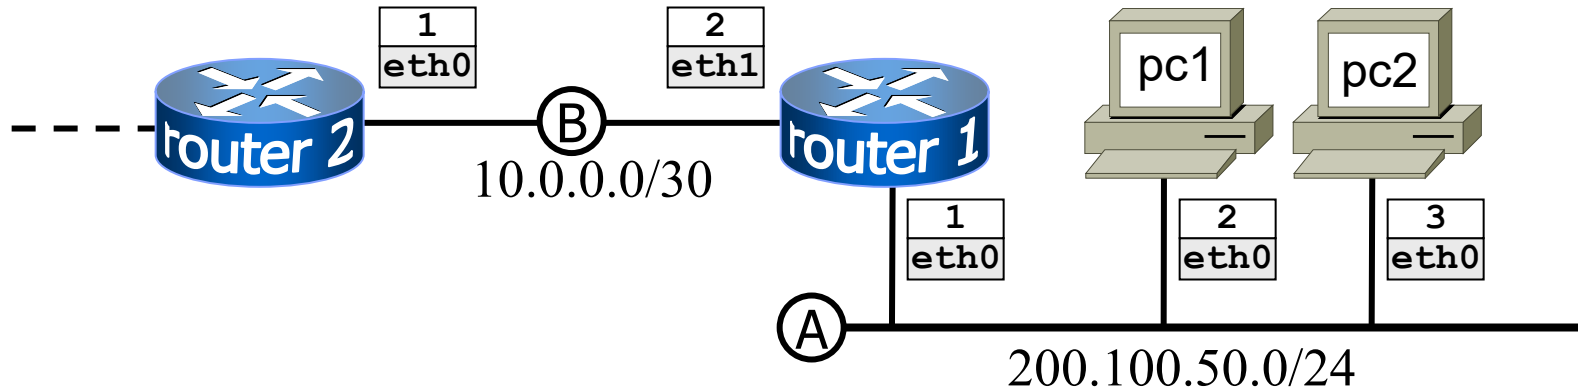 1
eth0
2
eth1
pc1
pc2
router 2
B
router 1
10.0.0.0/30
1
eth0
2
eth0
3
eth0
A
200.100.50.0/24